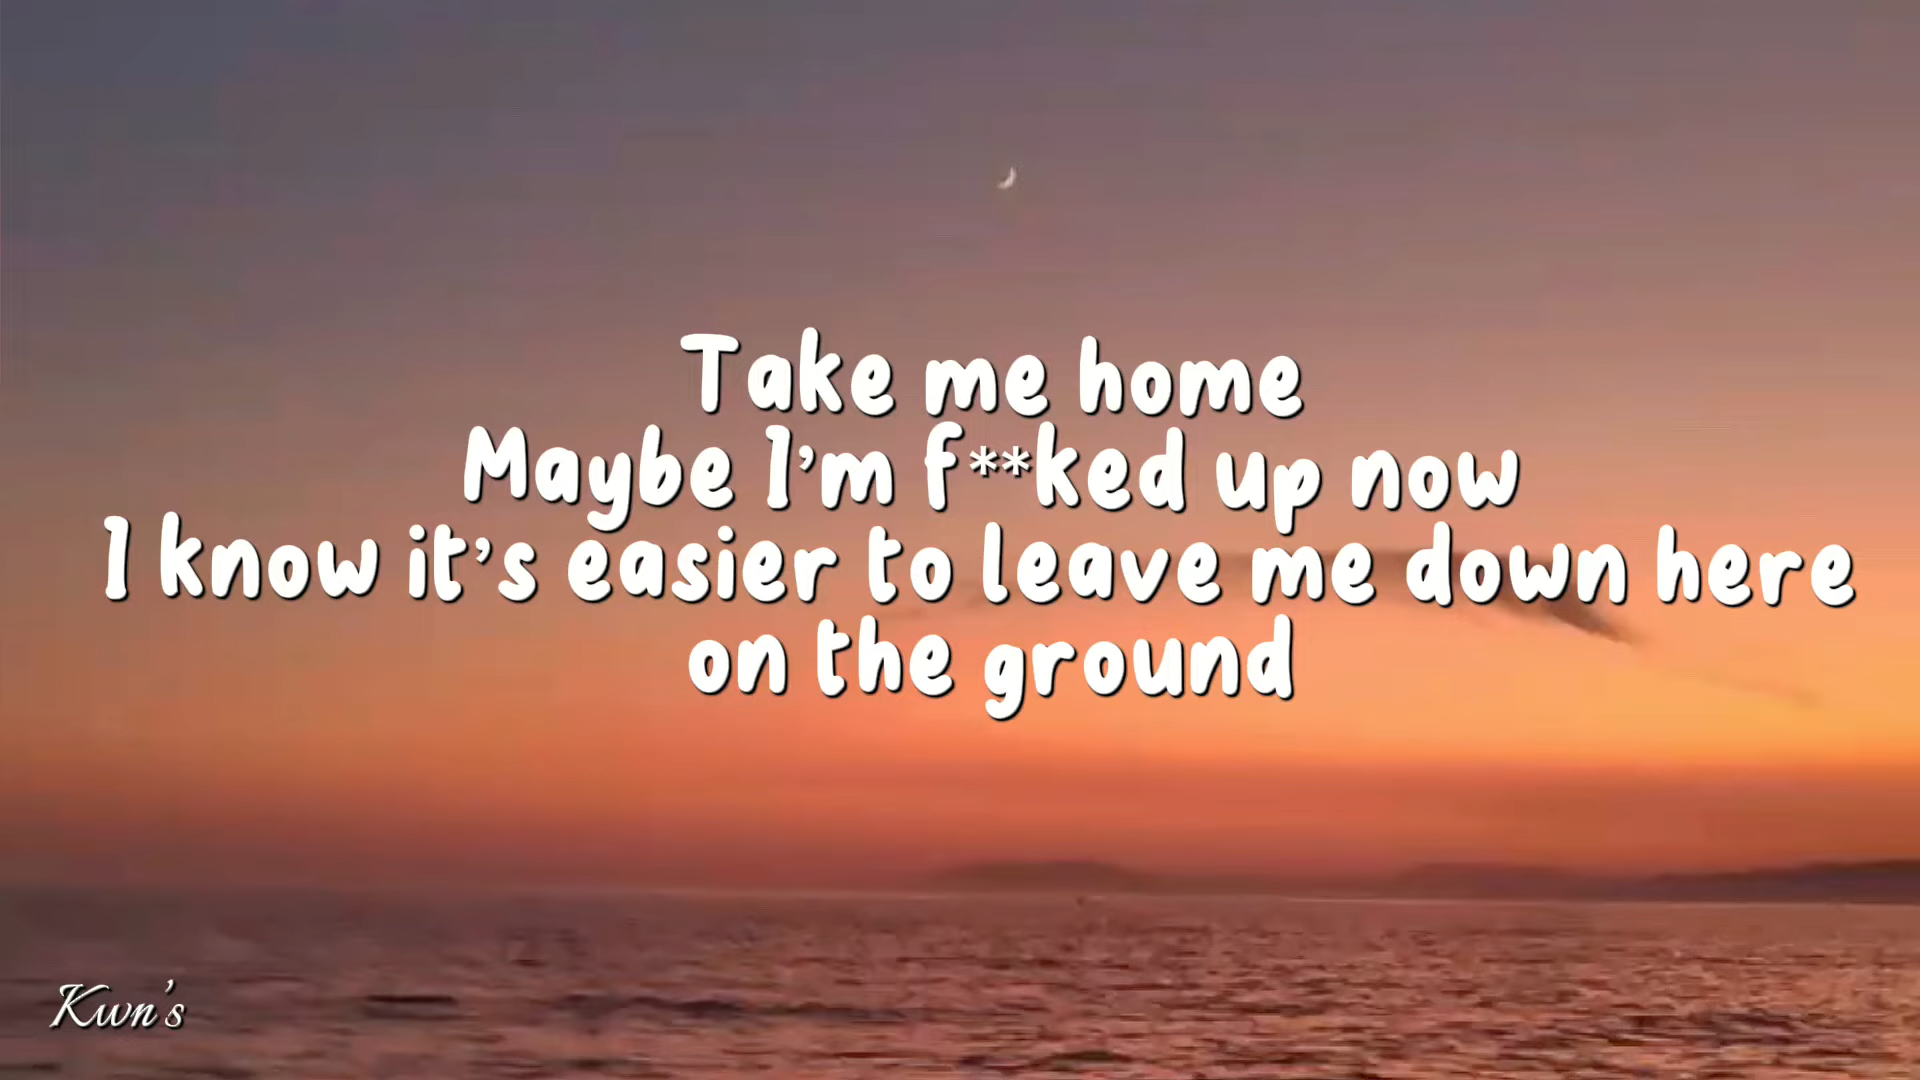 Take me home
Maybe I'm f**ked up now
I know it's easier to leave me down here
on the ground
Kwn's